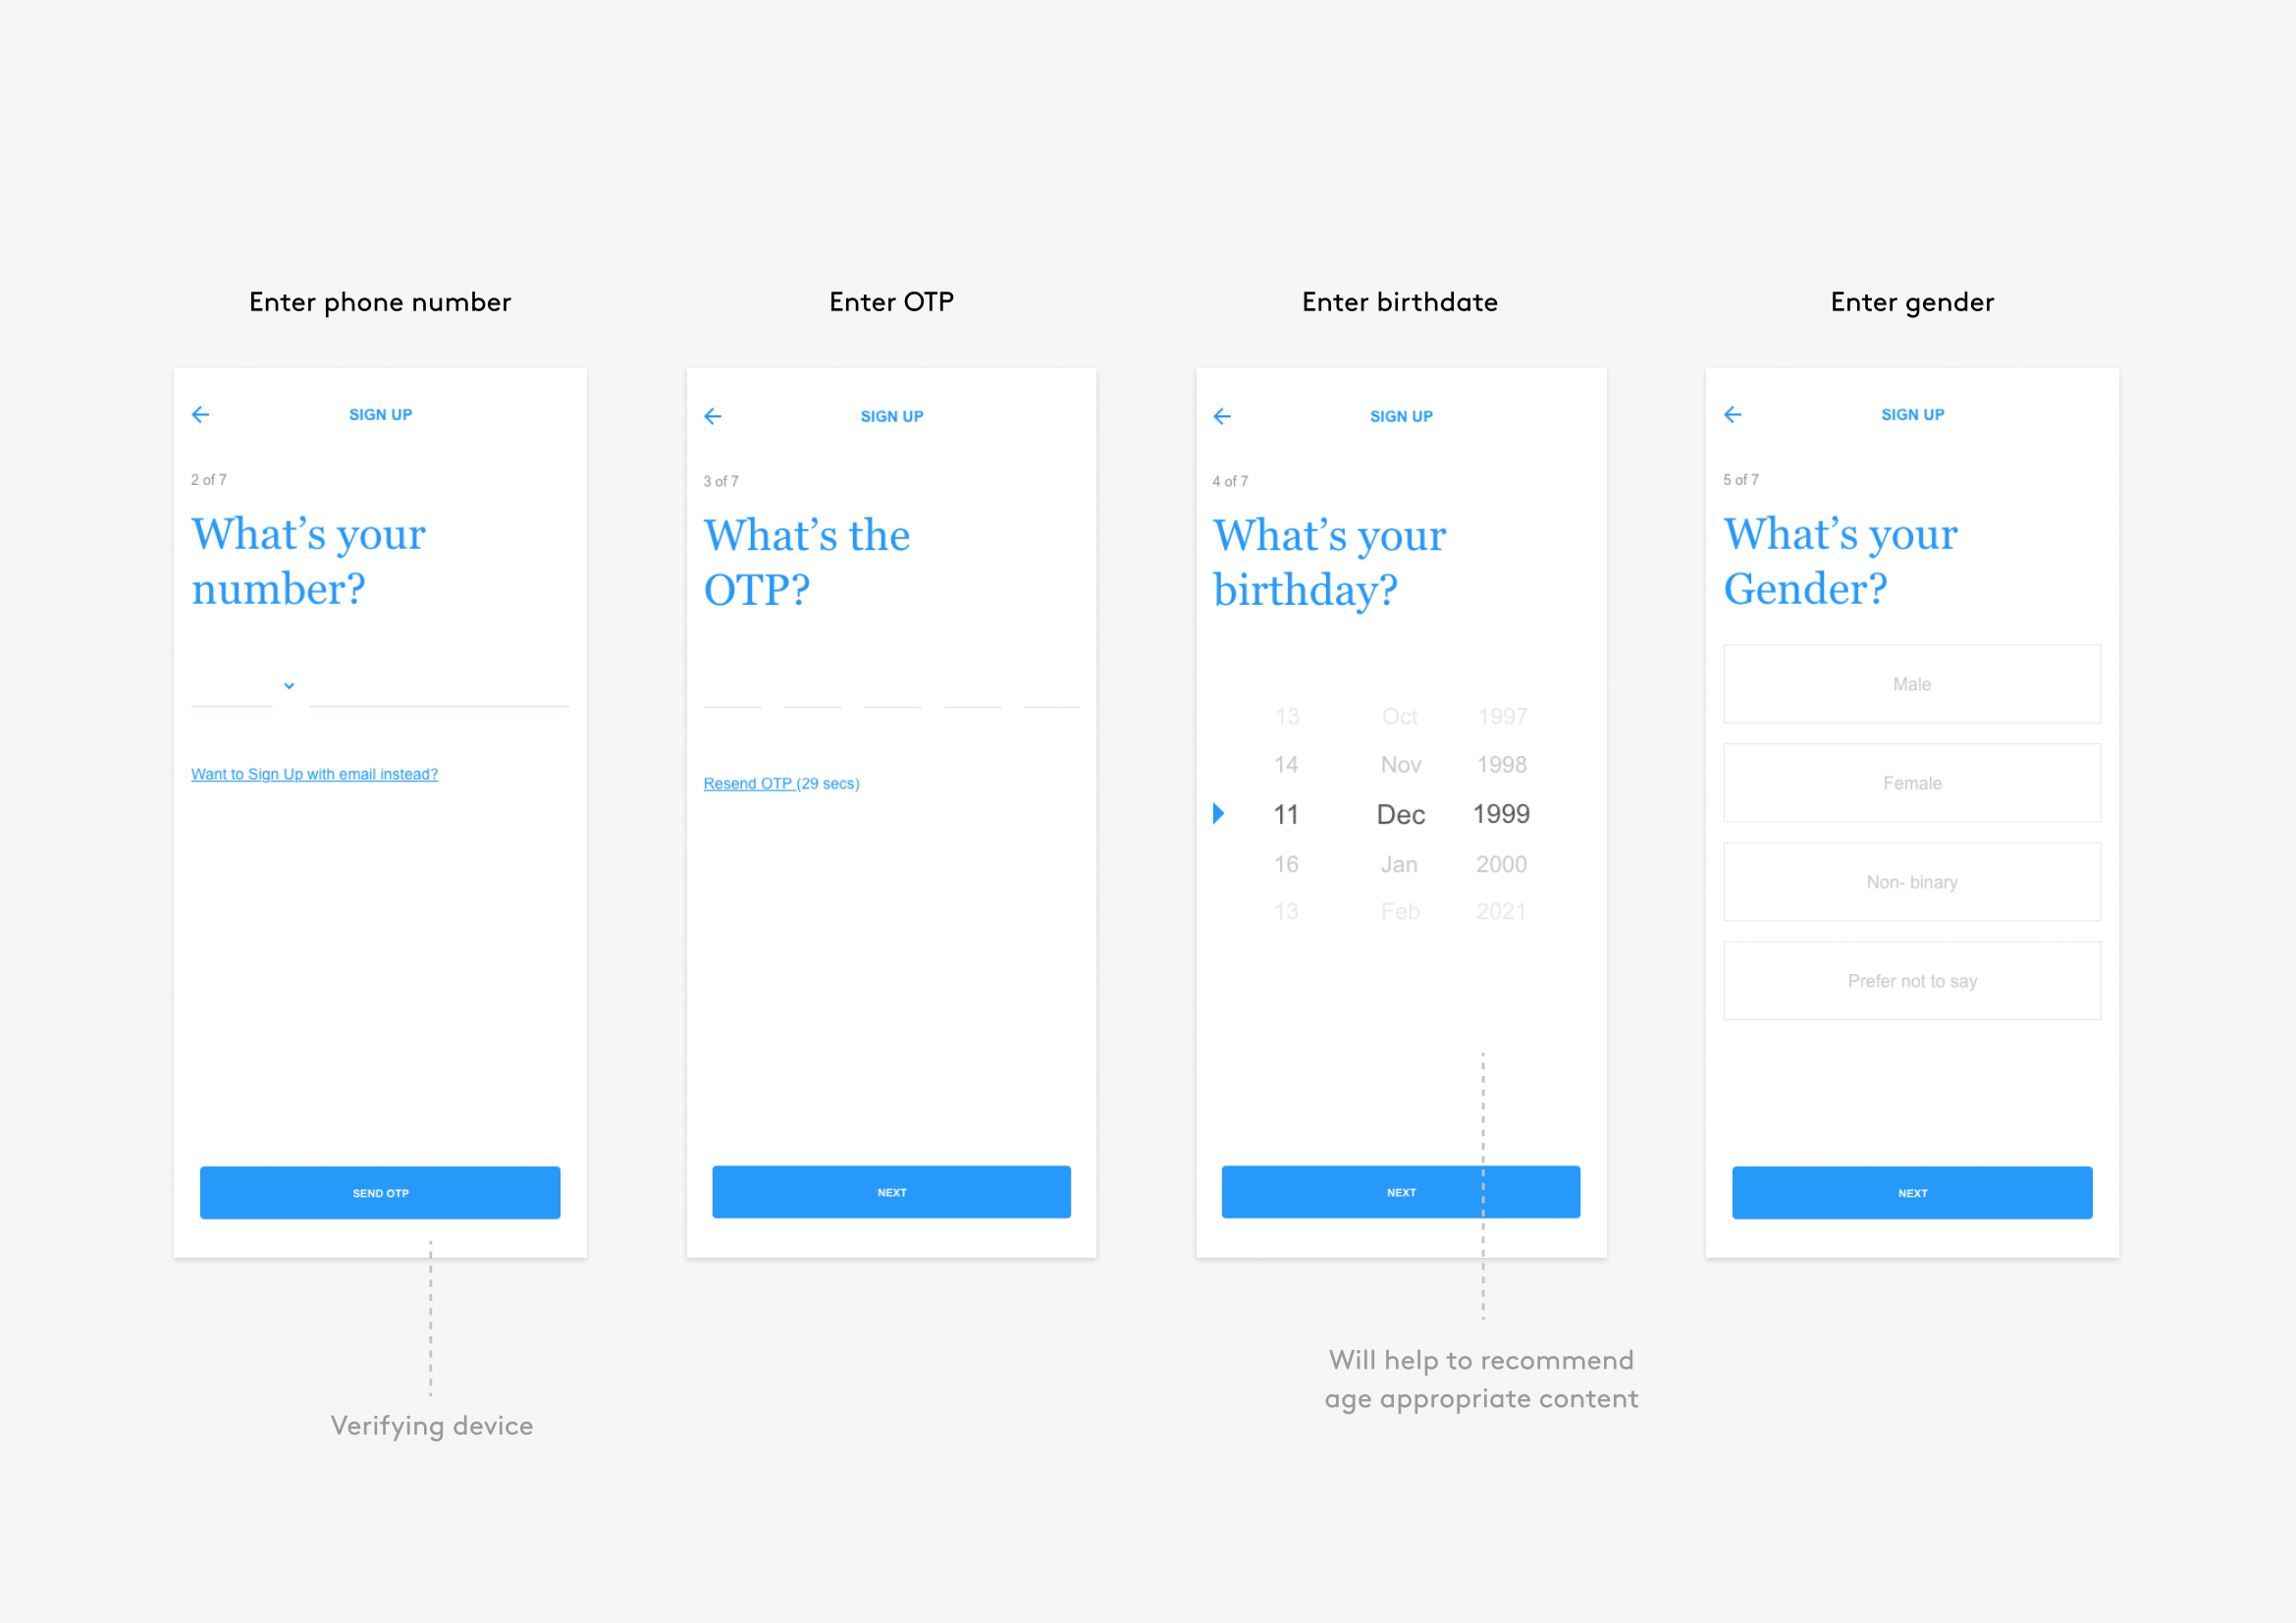 Enter phone number
Enter OTP
Enter birthdate
Enter gender
SIGN UP
2 of 7
What’s your
number?
Want to Sign Up with email instead?
SEND OTP
Verifying device
SIGN UP
3 of 7
What’s the
OTP?
Resend OTP (29 secs)
NEXT
SIGN UP
4 of 7
What’s your
birthday?
13 Oct 1997
14 Nov 1998
11 Dec 1999
16 Jan 2000
13 Feb 2021
NEXT
Will help to recommend
age appropriate content
SIGN UP
5 of 7
What’s your
Gender?
Male
Female
Non- binary
Prefer not to say
NEXT